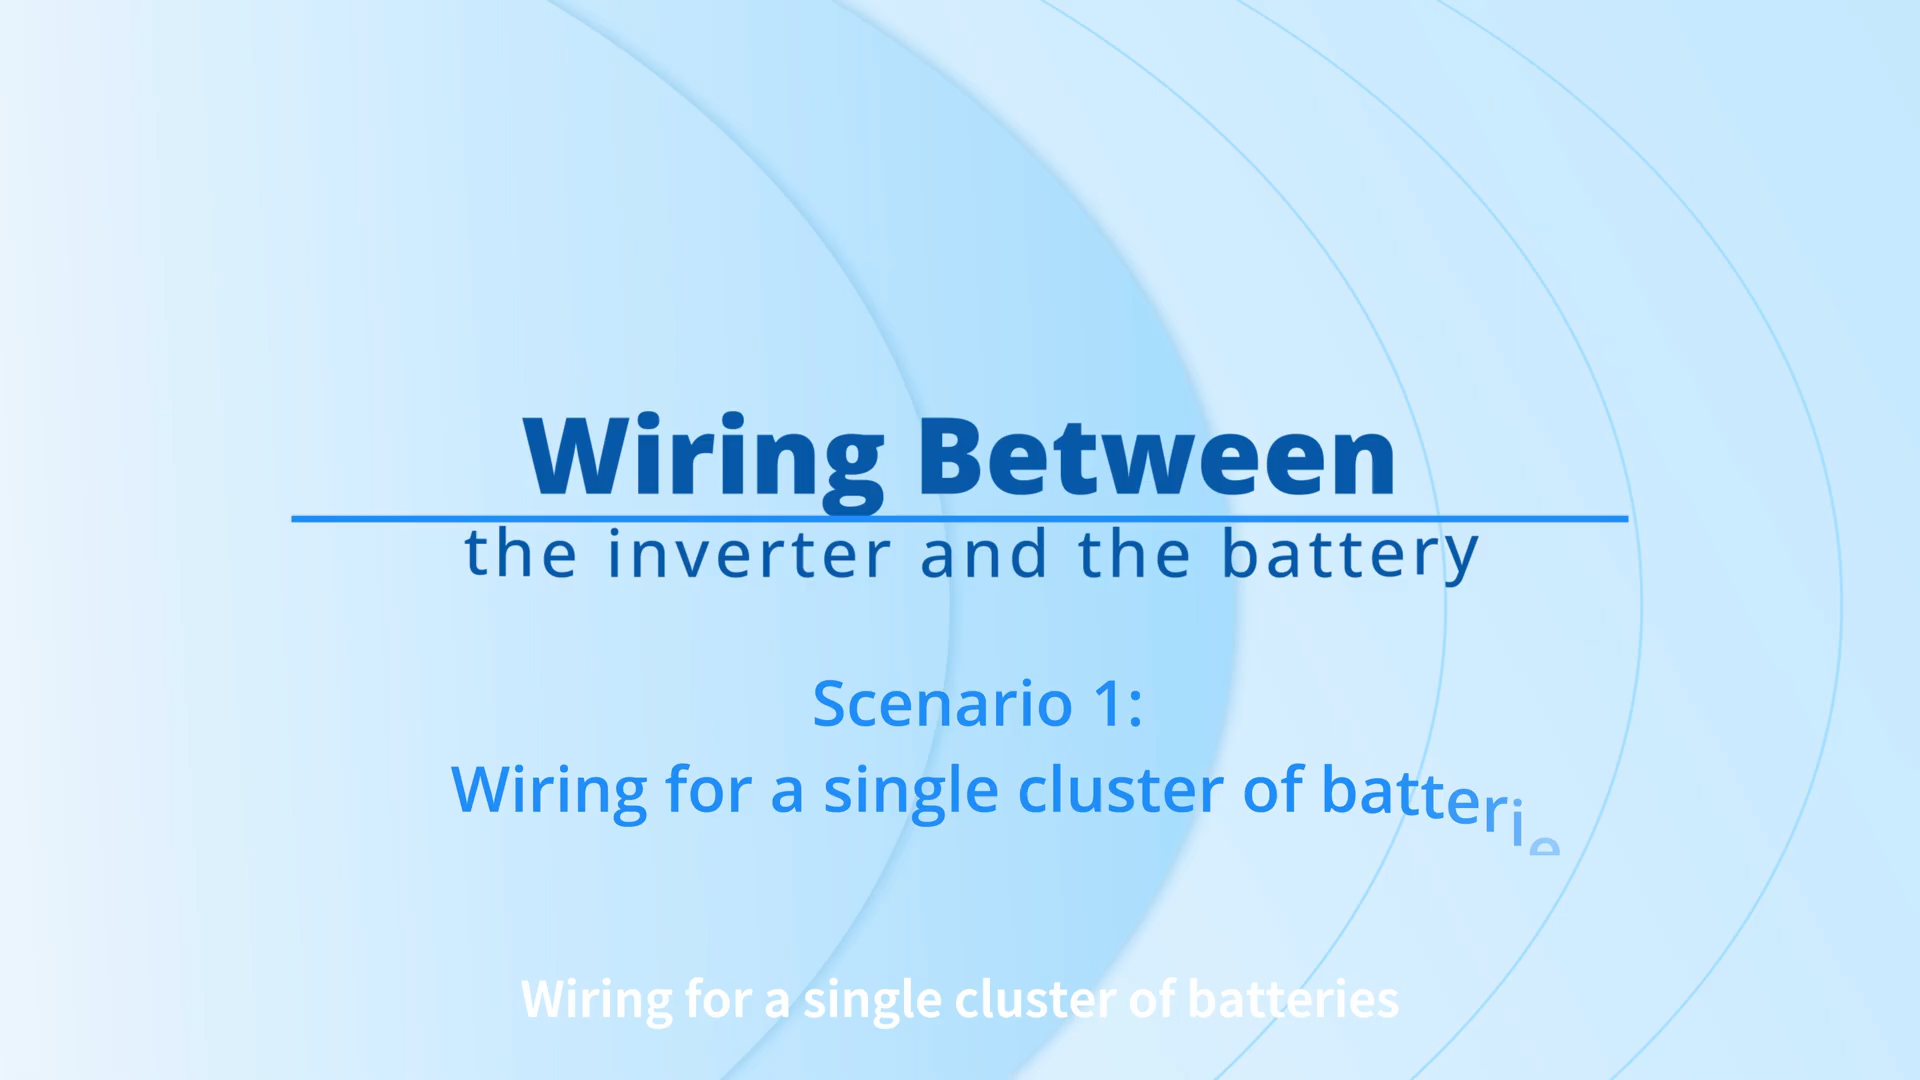 Wiring Between
the inverter and the battery
Scenario 1:
Wiring for a single cluster of batterie
Wiring for a single cluster of batteries